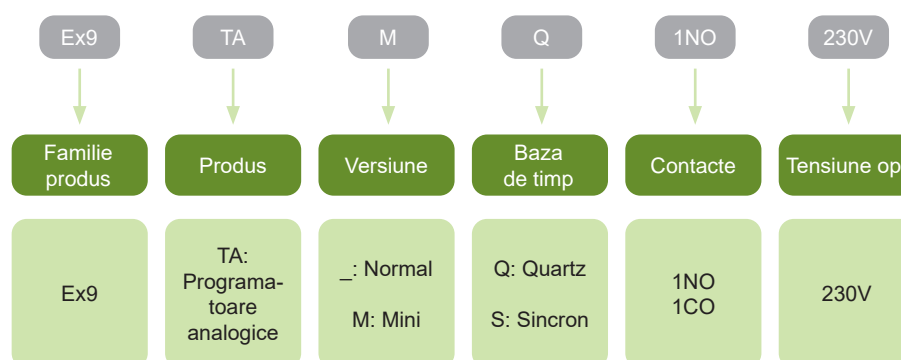 Ex9 TA M Q 1NO 230V
Familie
produs
Produs
Versiune
Baza
de timp
Contacte
Tensiune op
Ex9
TA:
Programa-
toare
analogice
_: Normal
M: Mini
Q: Quartz
S: Sincron
1NO
1CO
230V